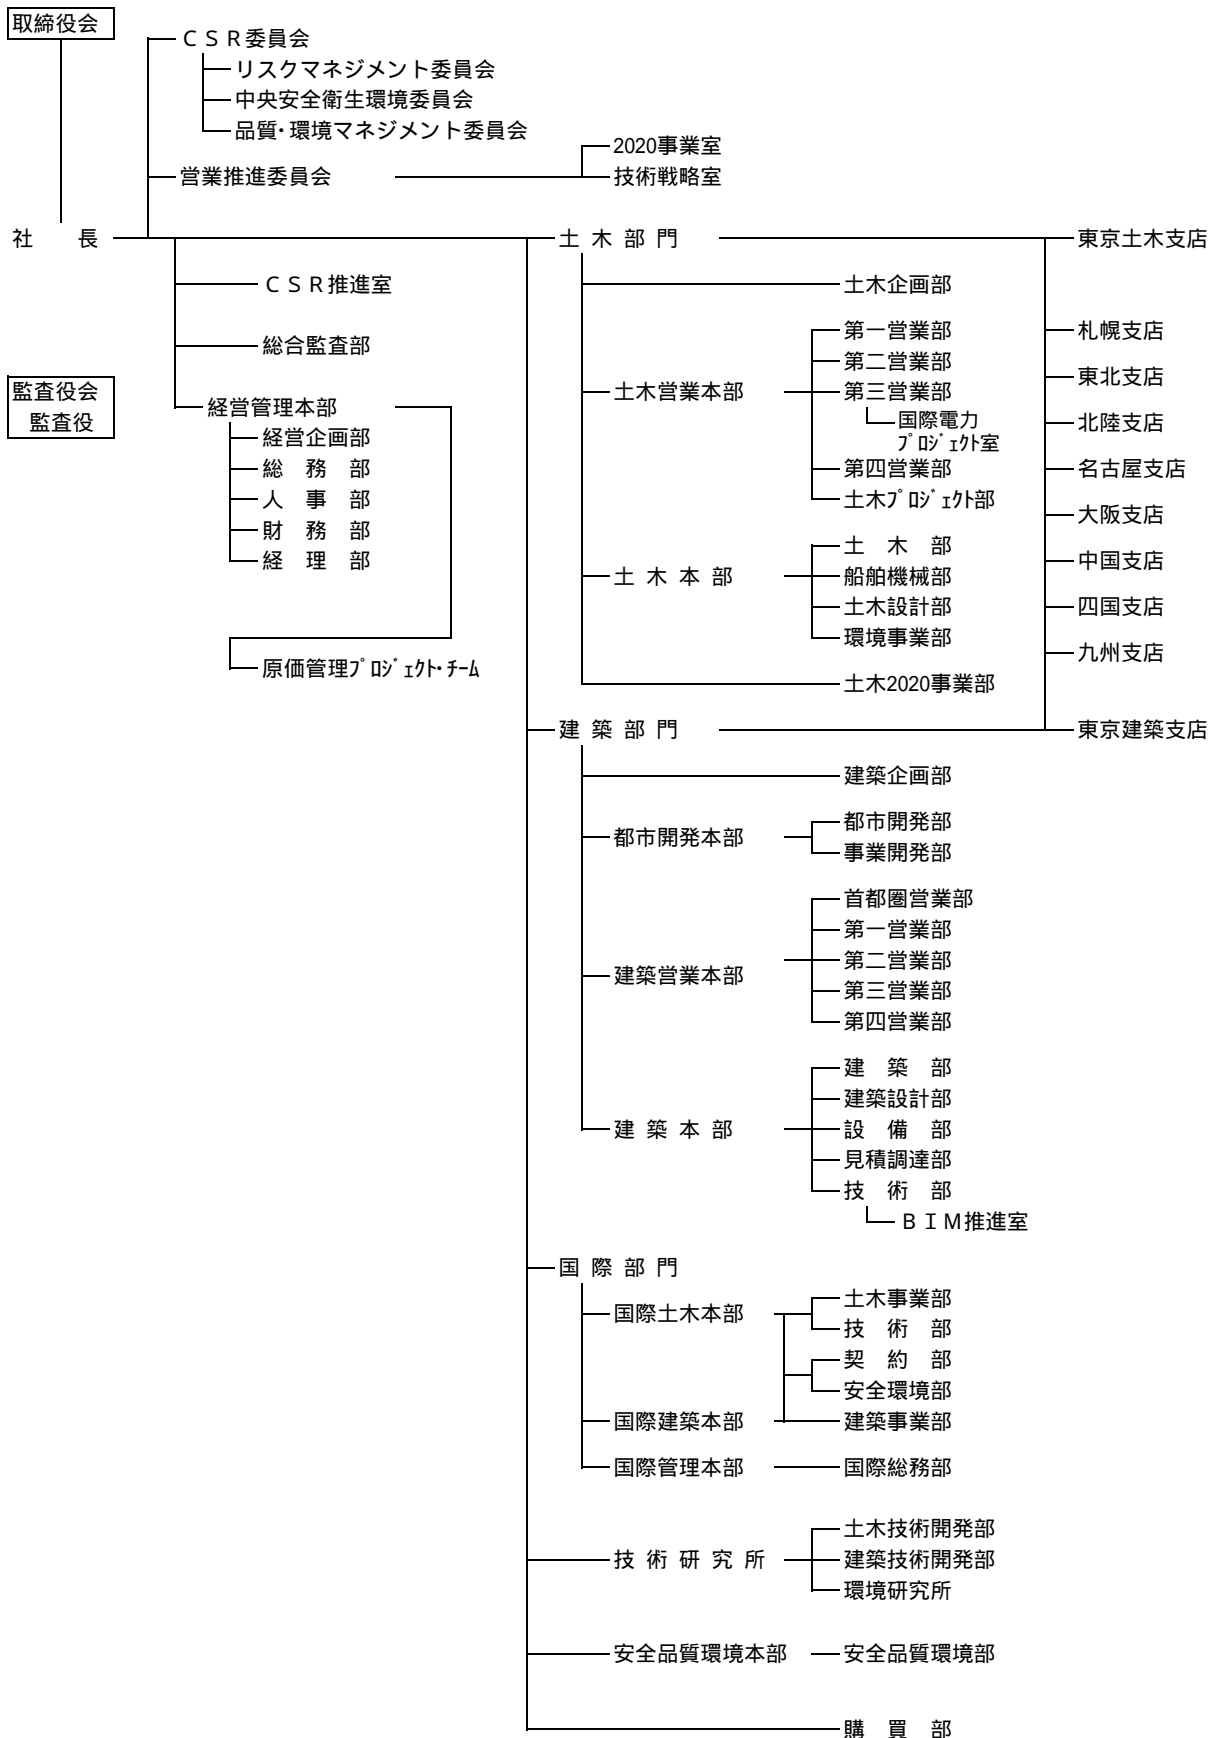 取締役会
ＣＳＲ委員会
リスクマネジメント委員会
中央安全衛生環境委員会
品質･環境マネジメント委員会
2020事業室
営業推進委員会
技術戦略室
社　　長
土 木 部 門
東京土木支店
ＣＳＲ推進室
土木企画部
総合監査部
第一営業部
札幌支店
第二営業部
監査役会
監査役
経営管理本部
土木営業本部
第三営業部
東北支店
経営企画部
国際電力
ﾌﾟﾛｼﾞｪｸﾄ室
北陸支店
総　務　部
第四営業部
名古屋支店
人　事　部
土木ﾌﾟﾛｼﾞｪｸﾄ部
大阪支店
財　務　部
経　理　部
土　木　部
中国支店
土 木 本 部
船舶機械部
土木設計部
四国支店
環境事業部
九州支店
原価管理ﾌﾟﾛｼﾞｪｸﾄ･ﾁｰﾑ
土木2020事業部
建 築 部 門
東京建築支店
建築企画部
都市開発本部
都市開発部
事業開発部
首都圏営業部
第一営業部
第二営業部
建築営業本部
第三営業部
第四営業部
建　築　部
建築設計部
建 築 本 部
設　備　部
見積調達部
技　術　部
ＢＩＭ推進室
国 際 部 門
国際土木本部
土木事業部
技　術　部
契　約　部
安全環境部
国際建築本部
建築事業部
国際管理本部
国際総務部
土木技術開発部
技 術 研 究 所
建築技術開発部
環境研究所
安全品質環境本部
安全品質環境部
購　買　部